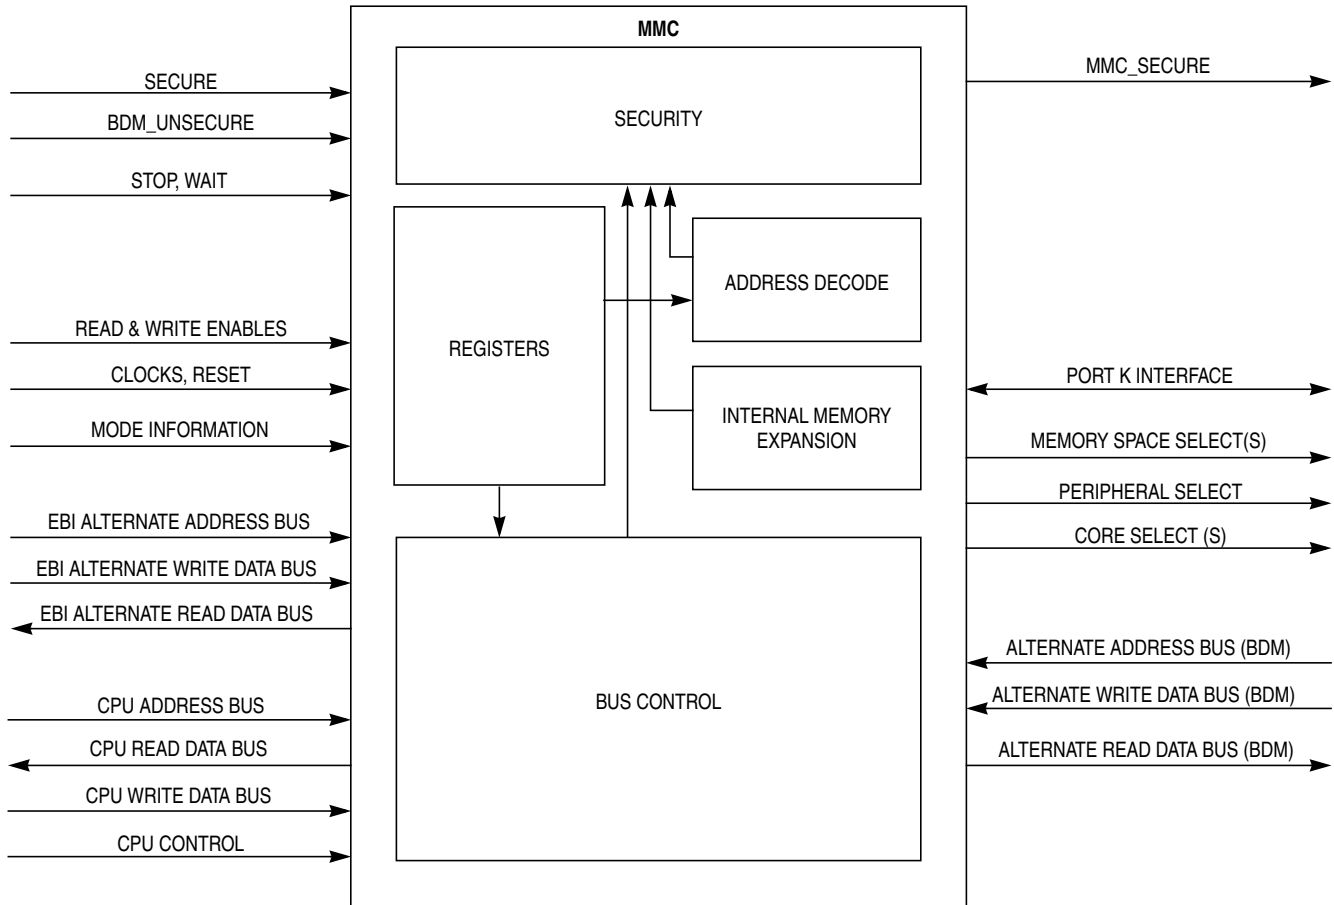 MMC
SECURE
BDM_UNSECURE
STOP, WAIT
READ & WRITE ENABLES
CLOCKS, RESET
MODE INFORMATION
EBI ALTERNATE ADDRESS BUS
EBI ALTERNATE WRITE DATA BUS
EBI ALTERNATE READ DATA BUS
CPU ADDRESS BUS
CPU READ DATA BUS
CPU WRITE DATA BUS
CPU CONTROL
SECURITY
REGISTERS
ADDRESS DECODE
INTERNAL MEMORY
EXPANSION
BUS CONTROL
MMC_SECURE
PORT K INTERFACE
MEMORY SPACE SELECT(S)
PERIPHERAL SELECT
CORE SELECT (S)
ALTERNATE ADDRESS BUS (BDM)
ALTERNATE WRITE DATA BUS (BDM)
ALTERNATE READ DATA BUS (BDM)